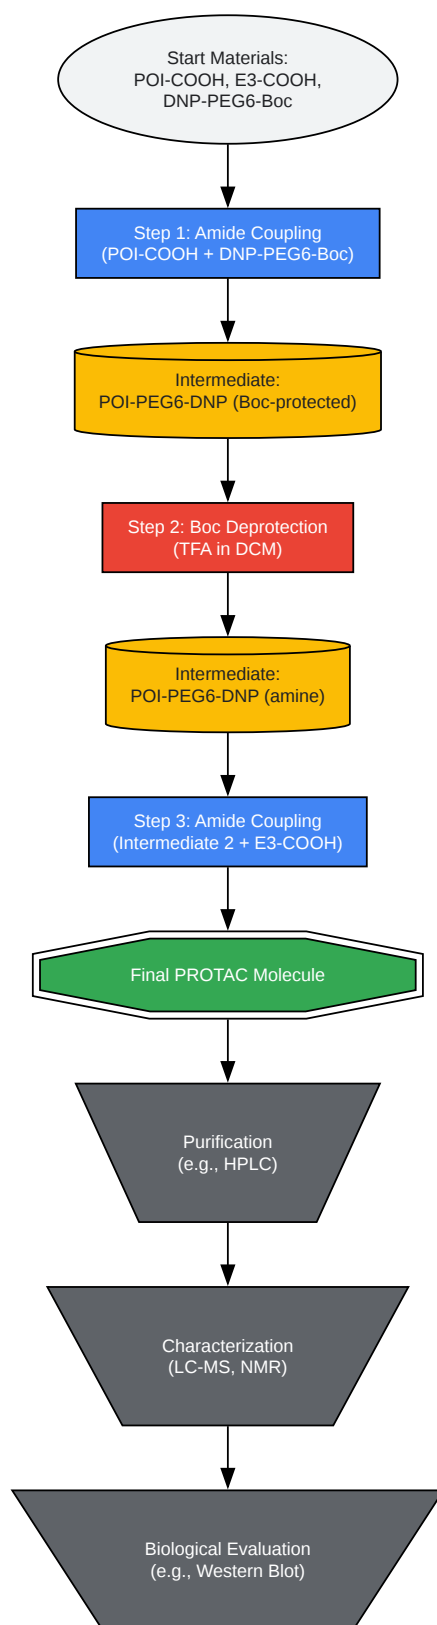 Start Materials:
POI-COOH, E3-COOH,
DNP-PEG6-Boc
Step 1: Amide Coupling
(POI-COOH + DNP-PEG6-Boc)
Intermediate:
POI-PEG6-DNP (Boc-protected)
Step 2: Boc Deprotection
(TFA in DCM)
Intermediate:
POI-PEG6-DNP (amine)
Step 3: Amide Coupling
(Intermediate 2 + E3-COOH)
Final PROTAC Molecule
Purification
(e.g., HPLC)
Characterization
(LC-MS, NMR)
Biological Evaluation
(e.g., Western Blot)